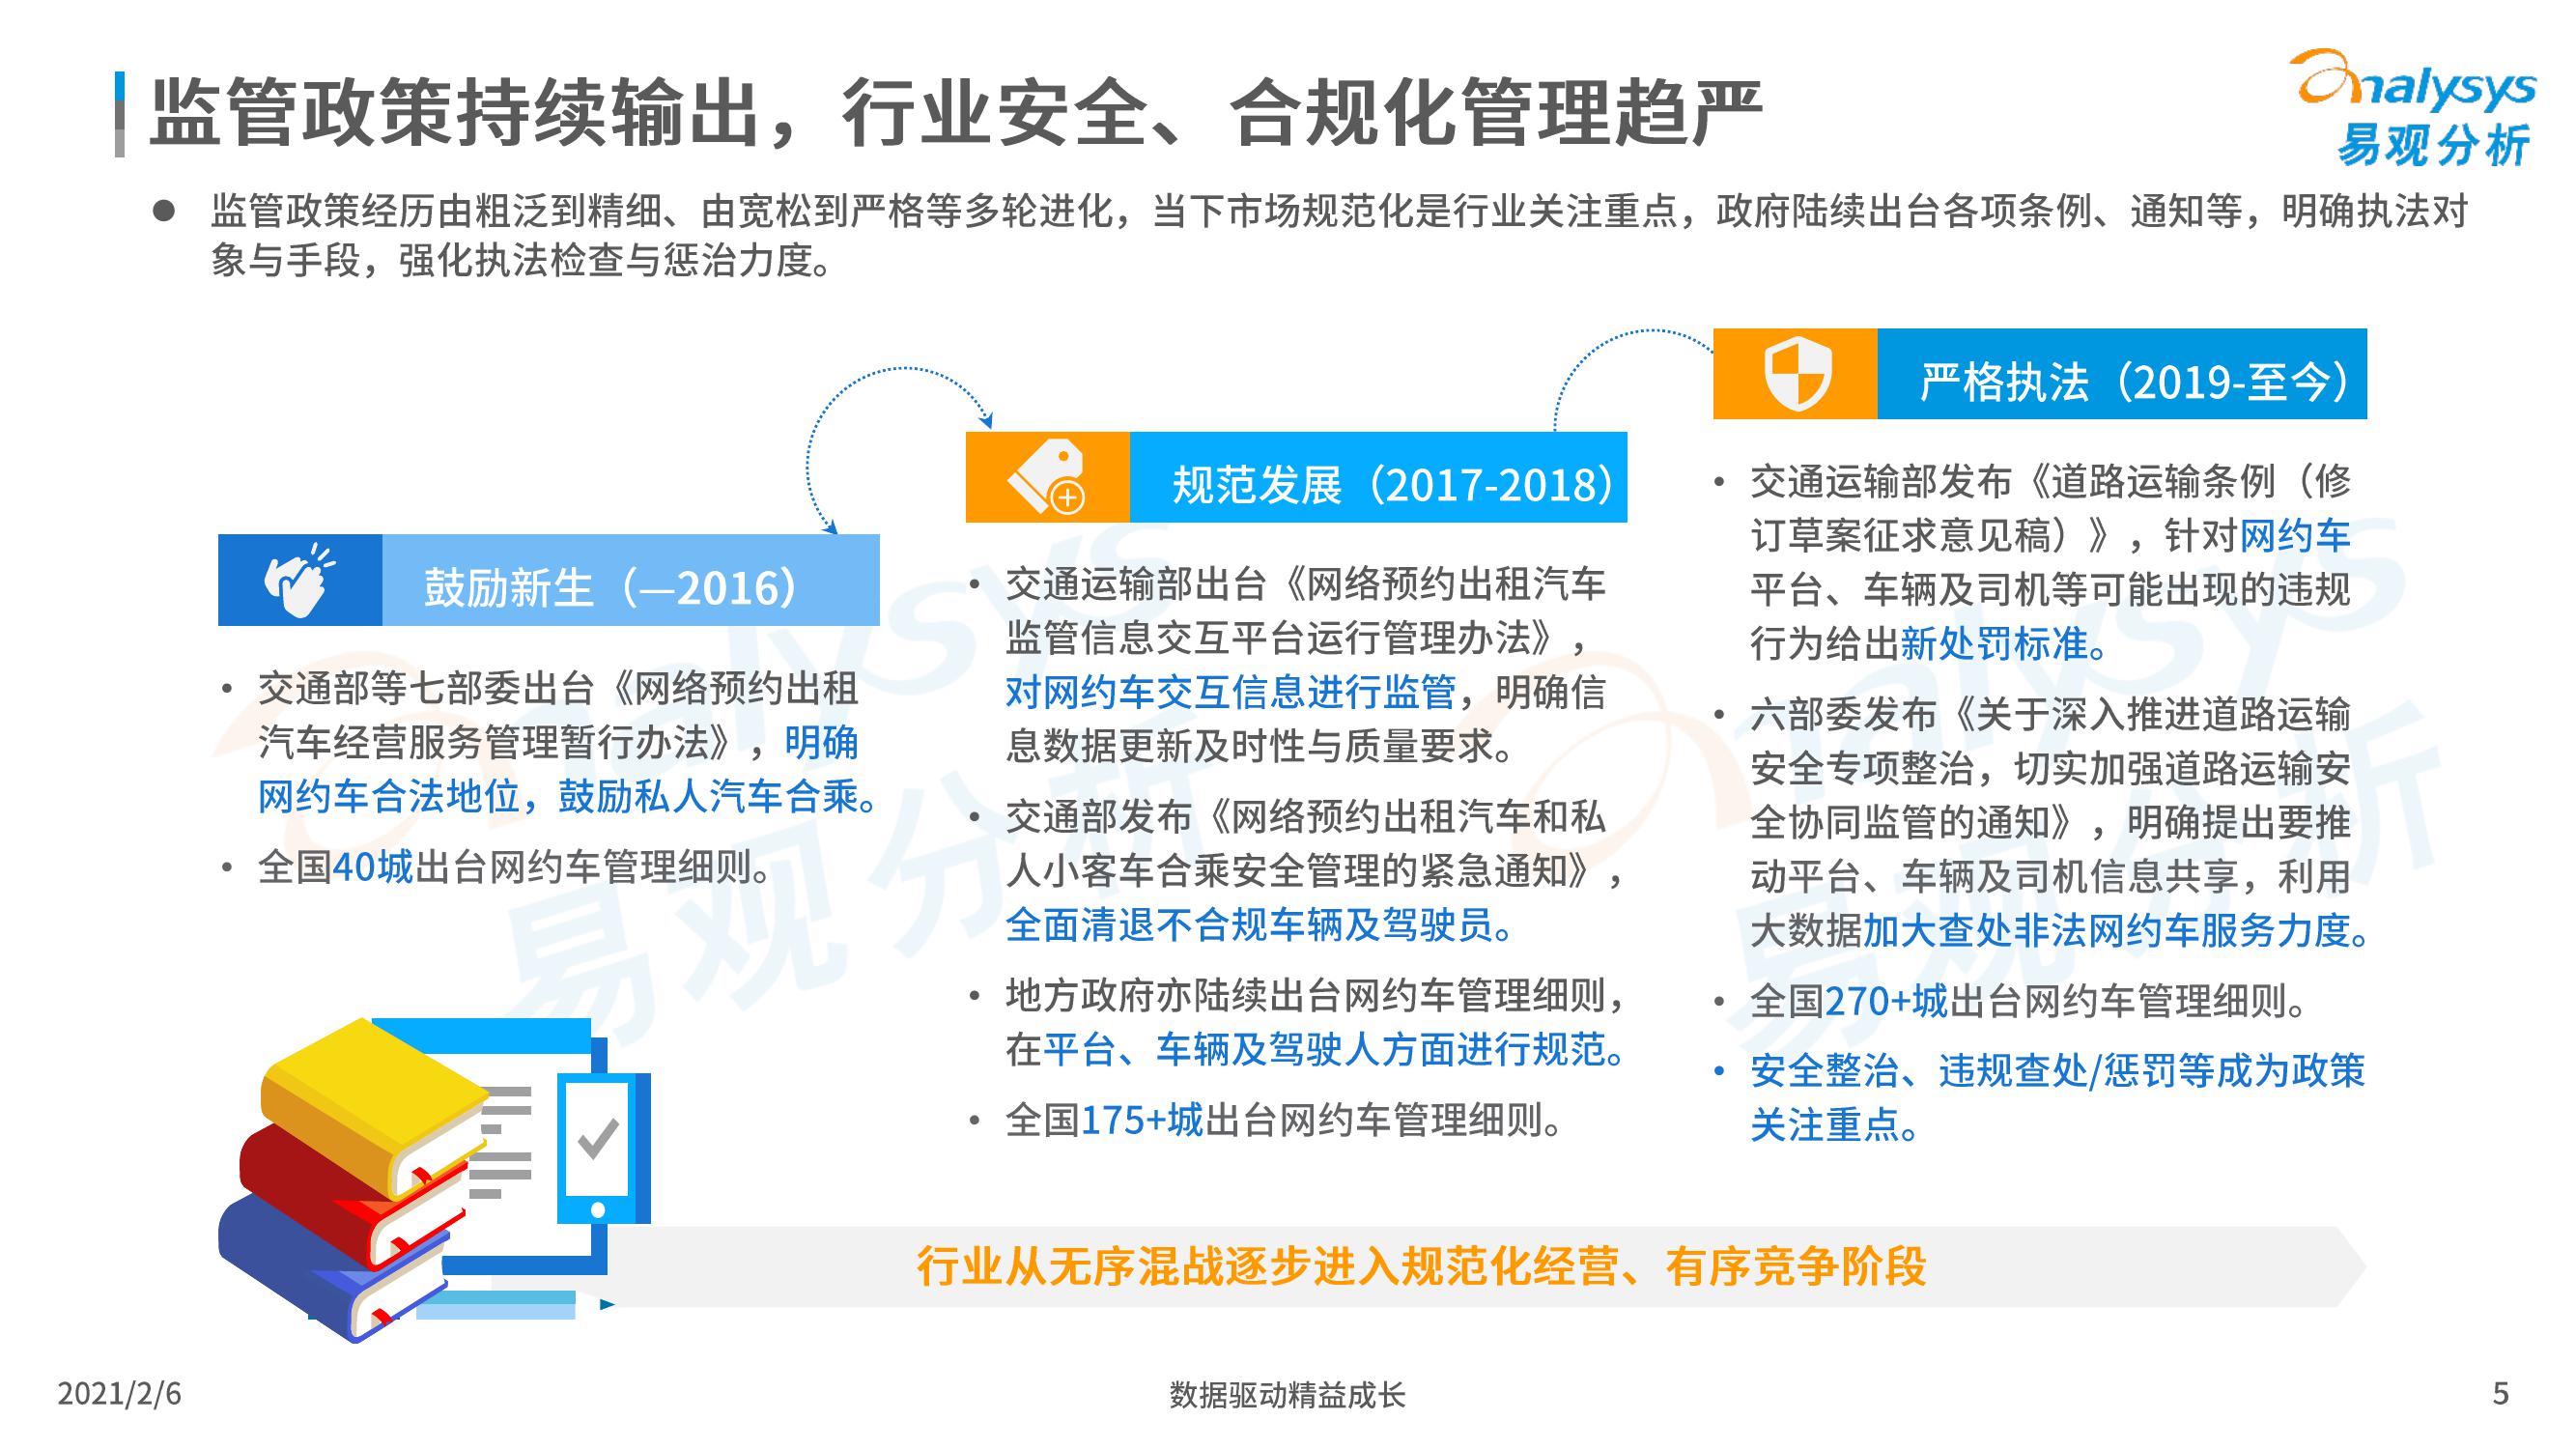 监管政策持续输出，行业安全、合规化管理趋严
analysys
易观分析
● 监管政策经历由粗泛到精细、由宽松到严格等多轮进化，当下市场规范化是行业关注重点，政府陆续出台各项条例、通知等，明确执法对
象与手段，强化执法检查与惩治力度。
鼓励新生（—2016）
• 交通部等七部委出台《网络预约出租
汽车经营服务管理暂行办法》，明确
网约车合法地位，鼓励私人汽车合乘。
• 全国40城出台网约车管理细则。
规范发展（2017-2018）
• 交通运输部出台《网络预约出租汽车
监管信息交互平台运行管理办法》，
对网约车交互信息进行监管，明确信
息数据更新及时性与质量要求。
• 交通部发布《网络预约出租汽车和私
人小客车合乘安全管理的紧急通知》，
全面清退不合规车辆及驾驶员。
• 地方政府亦陆续出台网约车管理细则，
在平台、车辆及驾驶人方面进行规范。
• 全国175+城出台网约车管理细则。
严格执法（2019-至今）
• 交通运输部发布《道路运输条例（修
订草案征求意见稿）》，针对网约车
平台、车辆及司机等可能出现的违规
行为给出新处罚标准。
• 六部委发布《关于深入推进道路运输
安全专项整治，切实加强道路运输安
全协同监管的通知》，明确提出要推
动平台、车辆及司机信息共享，利用
大数据加大查处非法网约车服务力度。
• 全国270+城出台网约车管理细则。
• 安全整治、违规查处/惩罚等成为政策
关注重点。
行业从无序混战逐步进入规范化经营、有序竞争阶段
2021/2/6
数据驱动精益成长
5